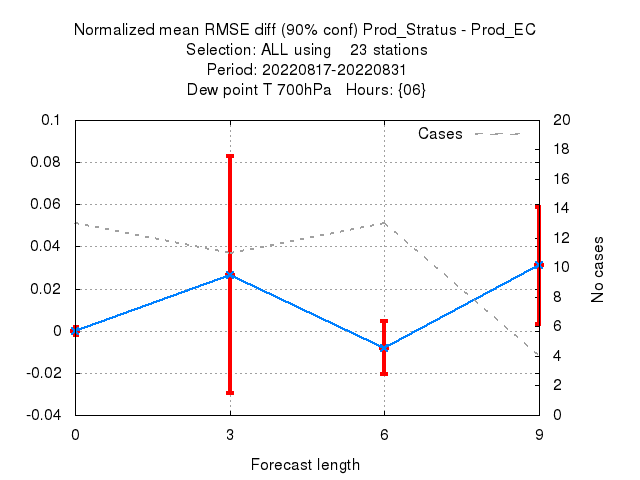 Normalized mean RMSE diff (90% conf) Prod_Stratus - Prod_EC
Selection: ALL using    23 stations
Period: 20220817-20220831
Dew point T 700hPa   Hours: {06}
Cases
0.1
0.08
0.06
0.04
0.02
0
-0.02
-0.04
20
18
16
14
12
10
8
6
4
2
0
No cases
0 3 6 9
Forecast length